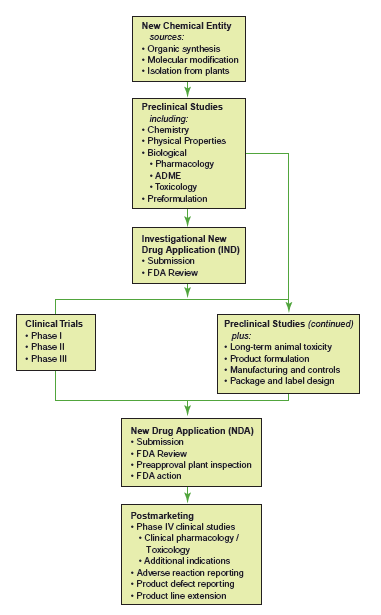 New Chemical Entity
sources:
• Organic synthesis
• Molecular modification
• Isolation from plants
Preclinical Studies
including:
• Chemistry
• Physical Properties
• Biological
• Pharmacology
• ADME
• Toxicology
• Preformulation
Investigational New
Drug Application (IND)
• Submission
• FDA Review
Clinical Trials
• Phase I
• Phase II
• Phase III
Preclinical Studies (continued)
plus:
• Long-term animal toxicity
• Product formulation
• Manufacturing and controls
• Package and label design
New Drug Application (NDA)
• Submission
• FDA Review
• Preapproval plant inspection
• FDA action
Postmarketing
• Phase IV clinical studies
• Clinical pharmacology /
Toxicology
• Additional indications
• Adverse reaction reporting
• Product defect reporting
• Product line extension